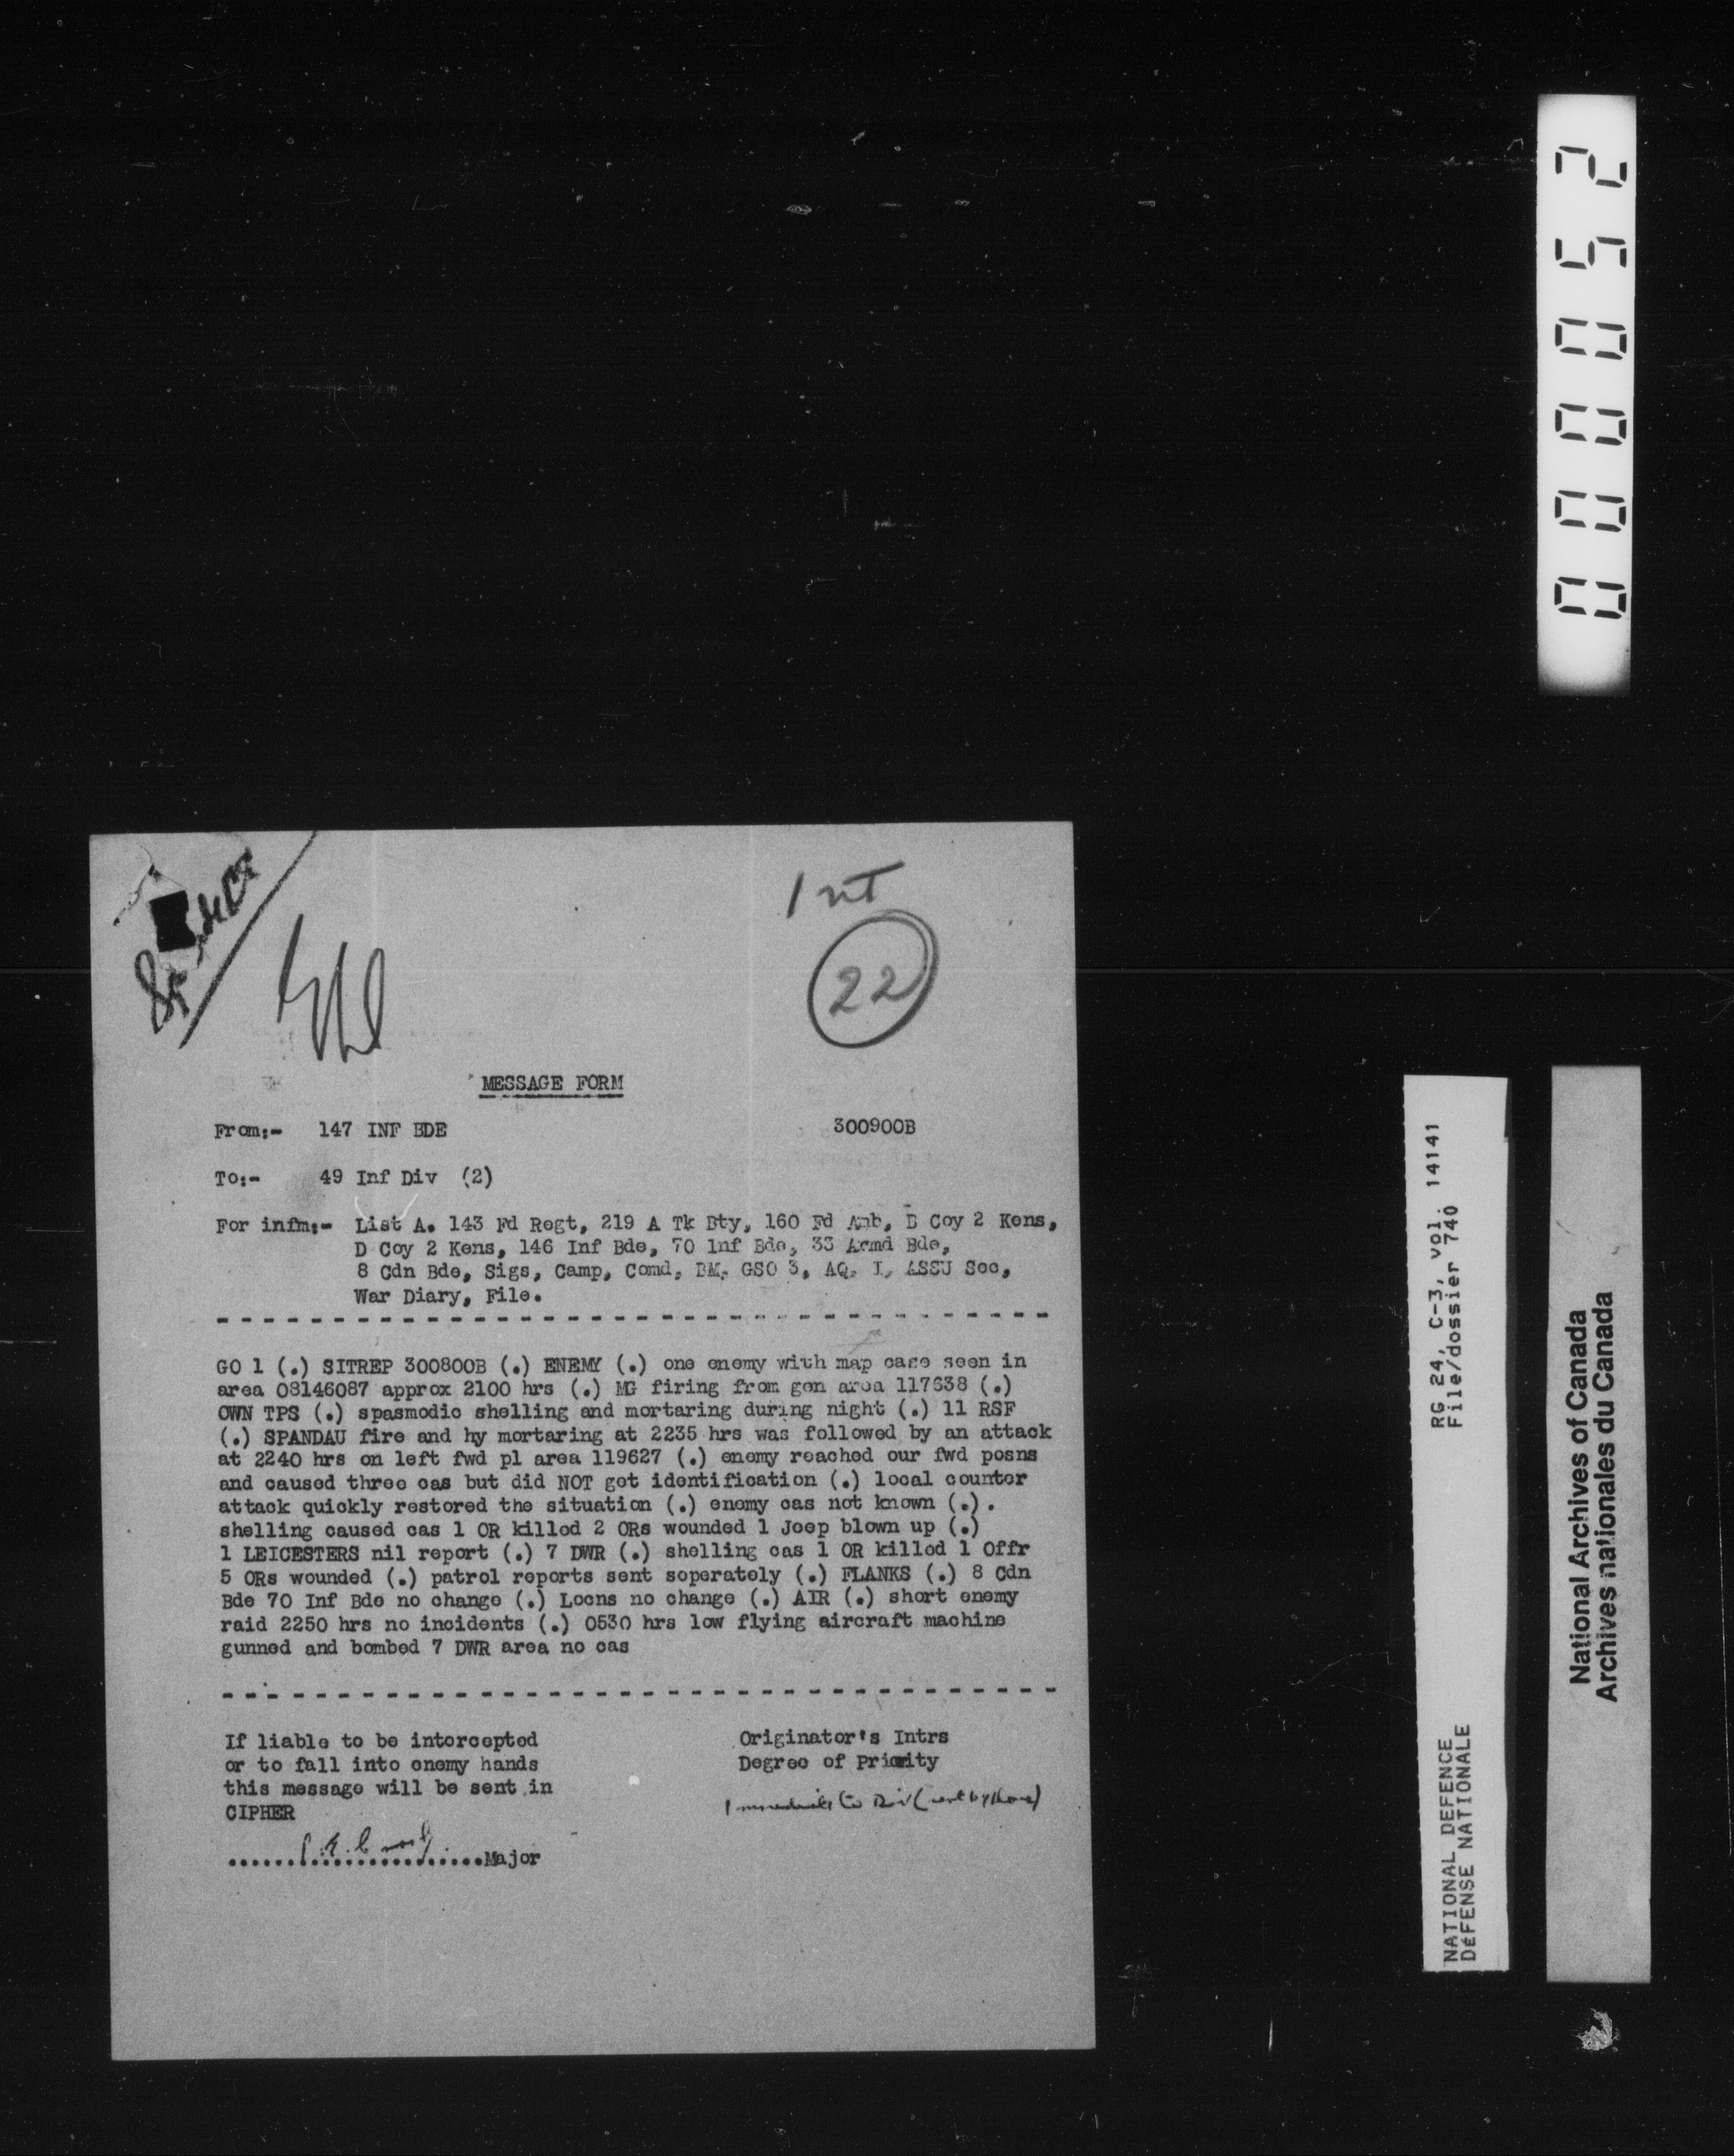 Int
22
MESSAGE FORM
From:- 147 INF BDE 300900B
To:- 49 Inf Div (2)
For infm:- List A. 143 Fd Regt, 219 A Tk Bty, 160 Fd Amb, B Coy 2 Kens,
D Coy 2 Kens, 146 Inf Bde, 70 Inf Bde, 33 Armd Bde,
8 Cdn Bde, Sigs, Camp, Comd, BM, GSO 3, AQ, I, ASSU Sec,
War Diary, File.
GO 1 (.) SITREP 300800B (.) ENEMY (.) one enemy with map case seen in
area 08146087 approx 2100 hrs (.) MG firing from gen area 117638 (.)
OWN TPS (.) spasmodic shelling and mortaring during night (.) 11 RSF
(.) SPANDAU fire and hy mortaring at 2235 hrs was followed by an attack
at 2240 hrs on left fwd pl area 119627 (.) enemy reached our fwd posns
and caused three cas but did NOT get identification (.) local counter
attack quickly restored the situation (.) enemy cas not known (.).
shelling caused cas 1 OR killed 2 ORs wounded 1 Jeep blown up (.)
1 LEICESTERS nil report (.) 7 DWR (.) shelling cas 1 OR killed 1 Offr
5 ORs wounded (.) patrol reports sent seperately (.) FLANKS (.) 8 Cdn
Bde 70 Inf Bde no change (.) Locns no change (.) AIR (.) short enemy
raid 2250 hrs no incidents (.) 0530 hrs low flying aircraft machine
gunned and bombed 7 DWR area no cas
If liable to be intercepted
or to fall into enemy hands
this message will be sent in
CIPHER
Major
Originator's Intrs
Degree of Priority
Immediate to Div (sent by phone)
000052
RG 24, C-3, vol. 14141
File/dossier 740
NATIONAL DEFENCE
DÉFENSE NATIONALE
National Archives of Canada
Archives nationales du Canada